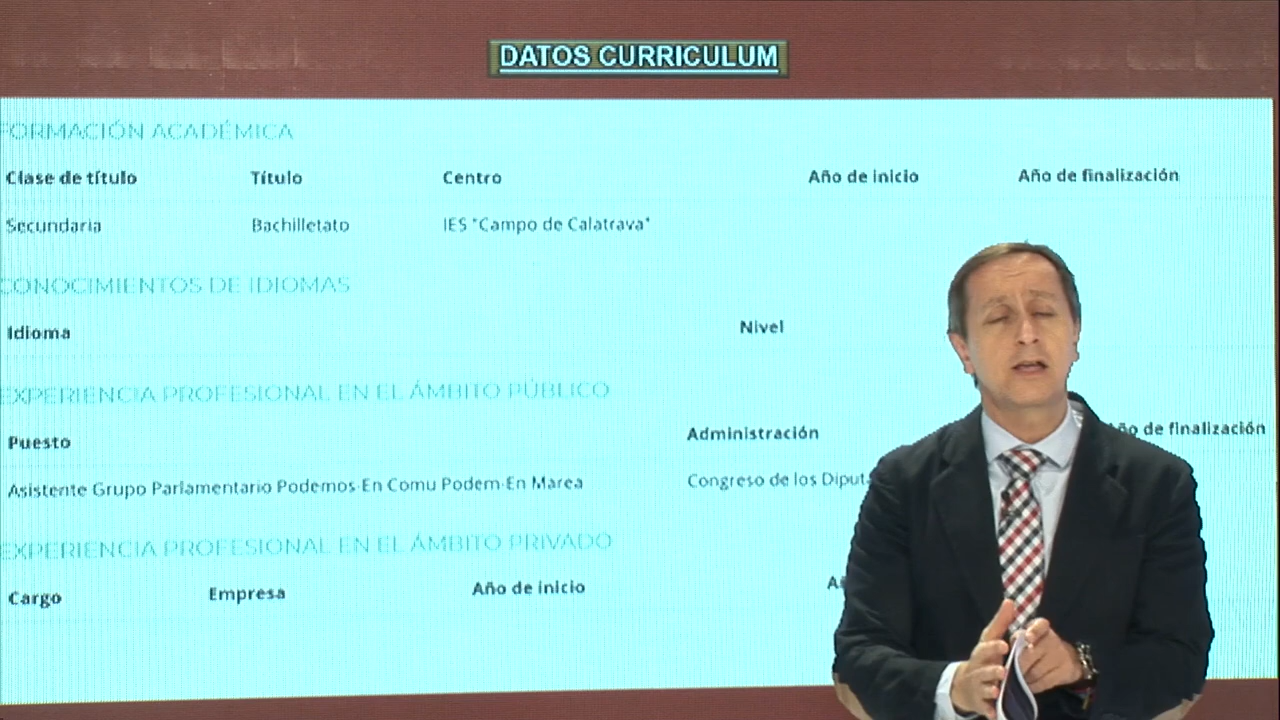 DATOS CURRICULUM
FORMACIÓN ACADÉMICA
Clase de título Título Centro Año de inicio Año de finalización
Secundaria Bachilletato IES "Campo de Calatrava"
CONOCIMIENTOS DE IDIOMAS
Idioma Nivel
EXPERIENCIA PROFESIONAL EN EL ÁMBITO PÚBLICO
Puesto Administración Año de finalización
Asistente Grupo Parlamentario Podemos-En Comu Podem-En Marea Congreso de los
EXPERIENCIA PROFESIONAL EN EL ÁMBITO PRIVADO
Cargo Empresa Año de inicio